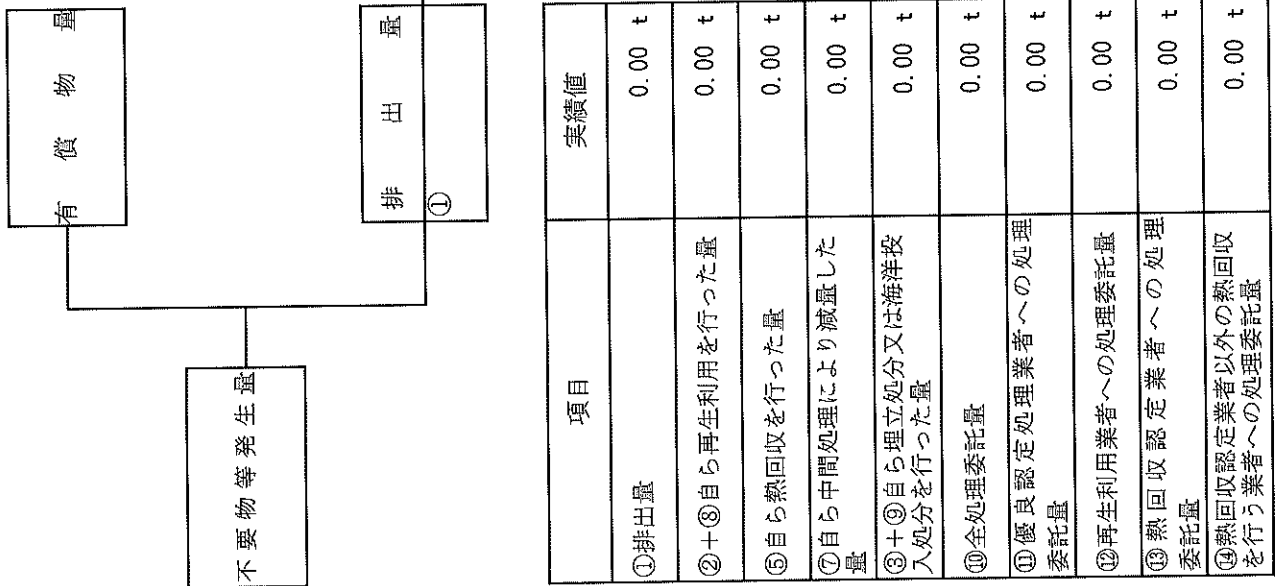 有償物量
不要物等発生量
排出量
①
項目 実績値
①排出量 0.00 t
②＋⑧自ら再生利用を行った量 0.00 t
⑤自ら熱回収を行った量 0.00 t
⑦自ら中間処理により減量した
量 0.00 t
③＋⑨自ら埋立処分又は海洋投
入処分を行った量 0.00 t
⑩全処理委託量 0.00 t
⑪優良認定処理業者への処理
委託量 0.00 t
⑫再生利用業者への処理委託量 0.00 t
⑬熱回収認定業者への処理
委託量 0.00 t
⑭熱回収認定業者以外の熱回収
を行う業者への処理委託量 0.00 t